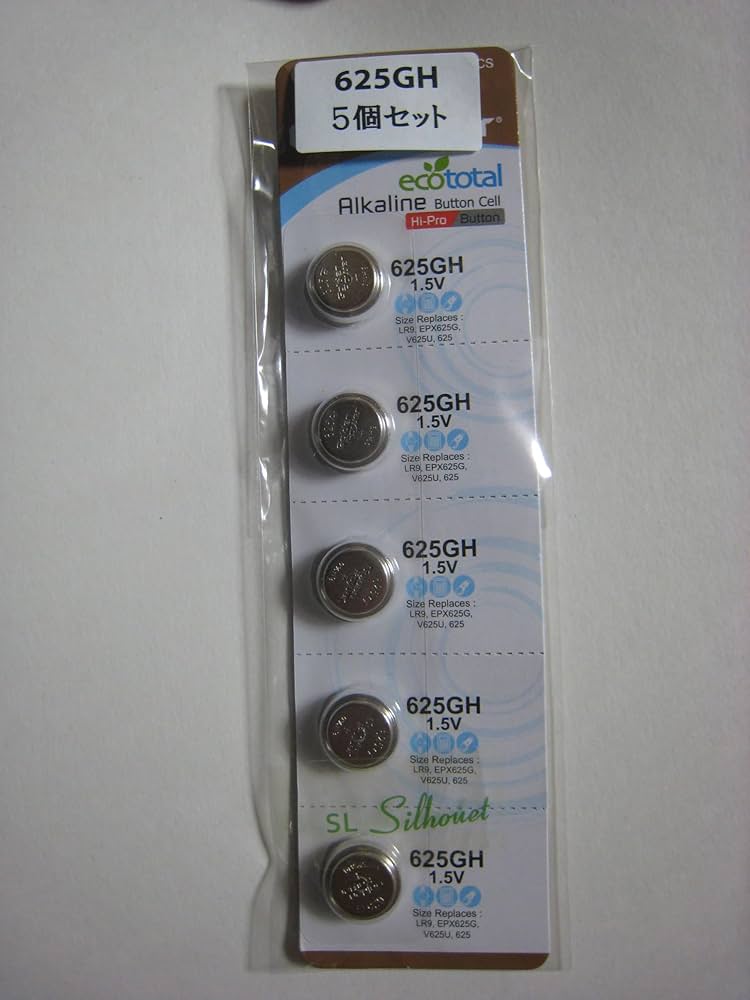 625GH
5個セット
CS
ecototal
Alkaline Button Cell
Hi-Pro Button
625GH
1.5V
Size Replaces :
LR9, EPX625G,
V625U, 625
625GH
1.5V
Size Replaces :
LR9, EPX625G,
V625U, 625
625GH
1.5V
Size Replaces :
LR9, EPX625G,
V625U, 625
625GH
1.5V
Size Replaces :
LR9, EPX625G,
V625U, 625
SL Silhouet
625GH
1.5V
Size Replaces :
LR9, EPX625G,
V625U, 625